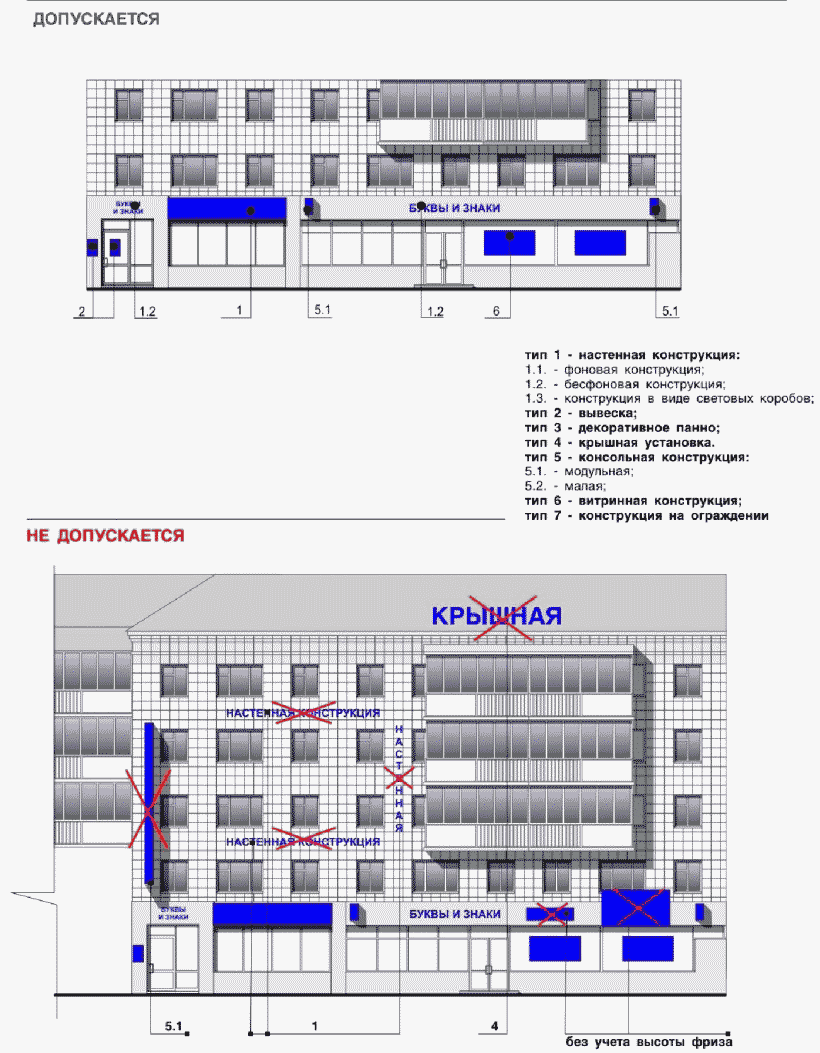 ДОПУСКАЕТСЯ
БУКВЫ
И ЗНАКИ
БУКВЫ И ЗНАКИ
2
1.2
1
5.1
1.2
6
5.1
тип 1 - настенная конструкция:
1.1. - фоновая конструкция;
1.2. - бесфоновая конструкция;
1.3. - конструкция в виде световых коробов;
тип 2 - вывеска;
тип 3 - декоративное панно;
тип 4 - крышная установка.
тип 5 - консольная конструкция:
5.1. - модульная;
5.2. - малая;
тип 6 - витринная конструкция;
тип 7 - конструкция на ограждении
НЕ ДОПУСКАЕТСЯ
КРЫШНАЯ
НАСТЕННАЯ КОНСТРУКЦИЯ
НАСТЕННАЯ
НАСТЕННАЯ КОНСТРУКЦИЯ
БУКВЫ
И ЗНАКИ
БУКВЫ И ЗНАКИ
5.1
1
4
без учета высоты фриза